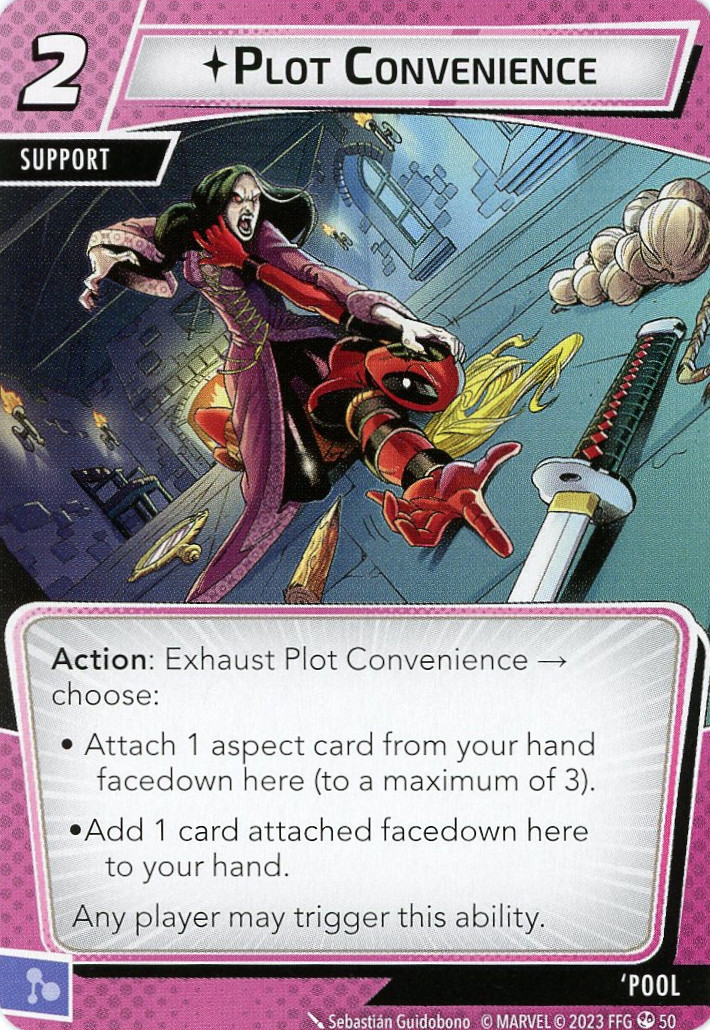 2
Plot Convenience
SUPPORT
Action: Exhaust Plot Convenience →
choose:
• Attach 1 aspect card from your hand
facedown here (to a maximum of 3).
•Add 1 card attached facedown here
to your hand.
Any player may trigger this ability.
‘POOL
Sebastián Guidobono © MARVEL © 2023 FFG 50